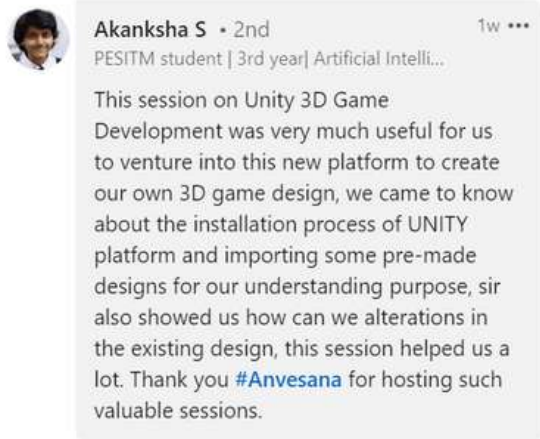 Akanksha S • 2nd
1w •••
PESITM student | 3rd year| Artificial Intelli...
This session on Unity 3D Game
Development was very much useful for us
to venture into this new platform to create
our own 3D game design, we came to know
about the installation process of UNITY
platform and importing some pre-made
designs for our understanding purpose, sir
also showed us how can we alterations in
the existing design, this session helped us a
lot. Thank you #Anvesana for hosting such
valuable sessions.